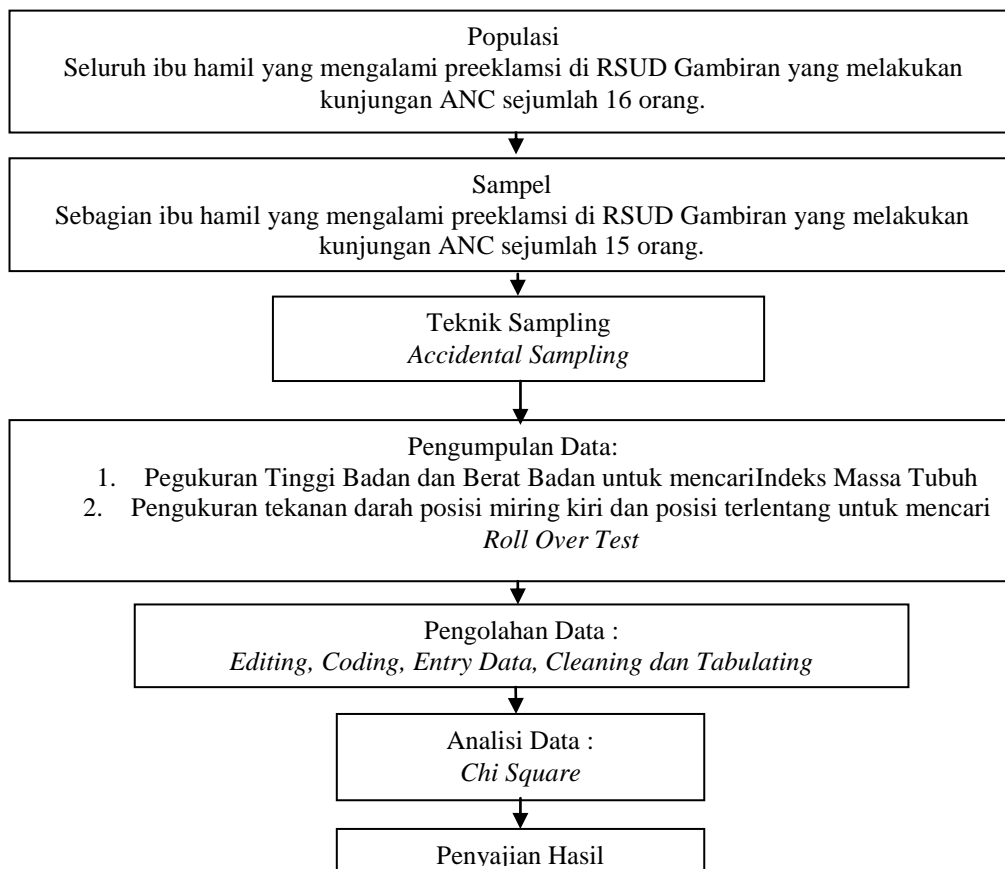 Populasi
Seluruh ibu hamil yang mengalami preeklamsi di RSUD Gambiran yang melakukan
kunjungan ANC sejumlah 16 orang.
Sampel
Sebagian ibu hamil yang mengalami preeklamsi di RSUD Gambiran yang melakukan
kunjungan ANC sejumlah 15 orang.
Teknik Sampling
Accidental Sampling
Pengumpulan Data:
1. Pegukuran Tinggi Badan dan Berat Badan untuk mencariIndeks Massa Tubuh
2. Pengukuran tekanan darah posisi miring kiri dan posisi terlentang untuk mencari
Roll Over Test
Pengolahan Data :
Editing, Coding, Entry Data, Cleaning dan Tabulating
Analisi Data :
Chi Square
Penyajian Hasil